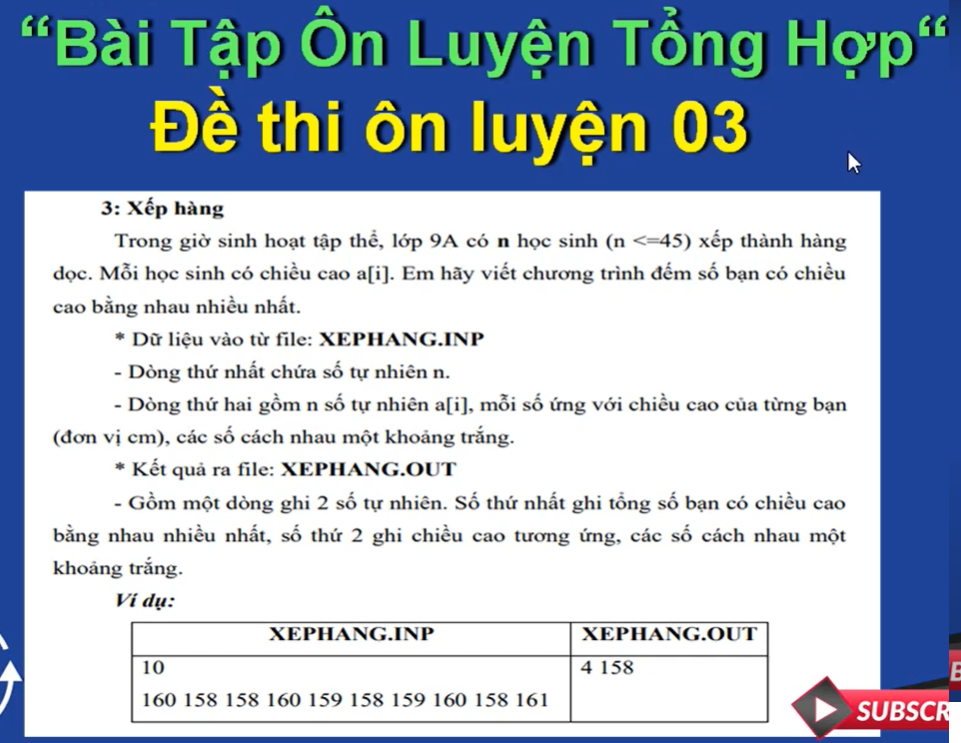 “Bài Tập Ôn Luyện Tổng Hợp“
Đề thi ôn luyện 03
3: Xếp hàng
Trong giờ sinh hoạt tập thể, lớp 9A có n học sinh (n <=45) xếp thành hàng
dọc. Mỗi học sinh có chiều cao a[i]. Em hãy viết chương trình đếm số bạn có chiều
cao bằng nhau nhiều nhất.
* Dữ liệu vào từ file: XEPHANG.INP
- Dòng thứ nhất chứa số tự nhiên n.
- Dòng thứ hai gồm n số tự nhiên a[i], mỗi số ứng với chiều cao của từng bạn
(đơn vị cm), các số cách nhau một khoảng trắng.
* Kết quả ra file: XEPHANG.OUT
- Gồm một dòng ghi 2 số tự nhiên. Số thứ nhất ghi tổng số bạn có chiều cao
bằng nhau nhiều nhất, số thứ 2 ghi chiều cao tương ứng, các số cách nhau một
khoảng trắng.
Ví dụ:
XEPHANG.INP XEPHANG.OUT
10 4 158
160 158 158 160 159 158 159 160 158 161
SUBSCR